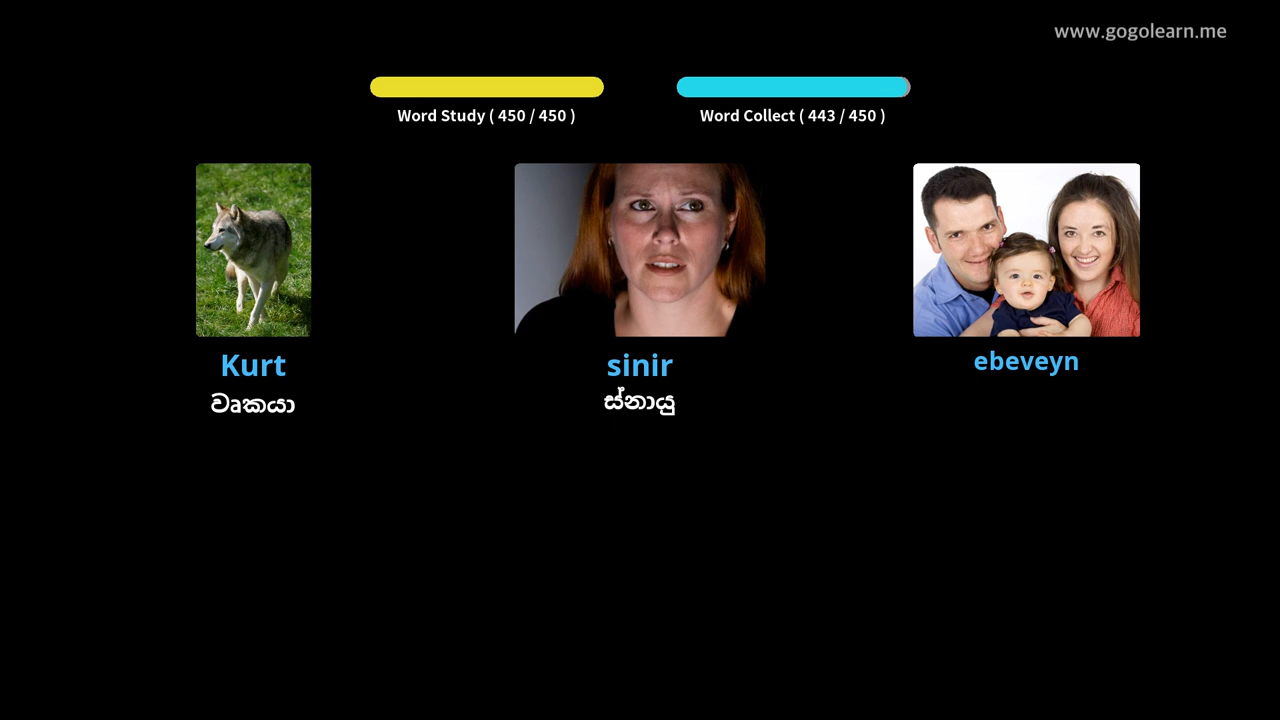 www.gogolearn.me
Word Study ( 450 / 450 )
Word Collect ( 443 / 450 )
Kurt
වෘකයා
sinir
ස්නායු
ebeveyn